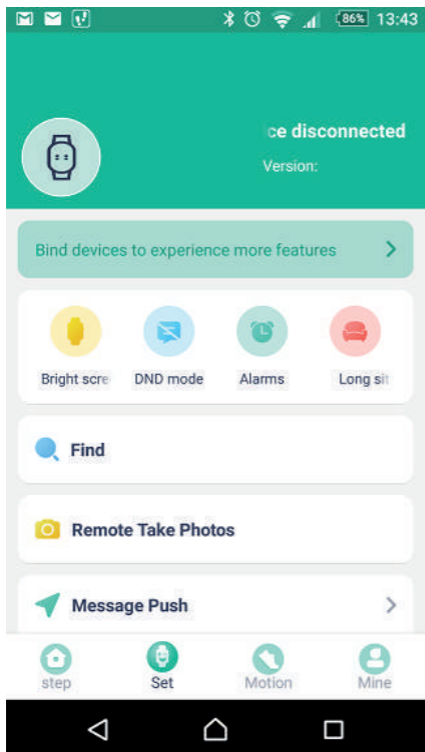 86% 13:43
ce disconnected
Version:
Bind devices to experience more features
Bright scre
DND mode
Alarms
Long sit
Find
Remote Take Photos
Message Push
step
Set
Motion
Mine